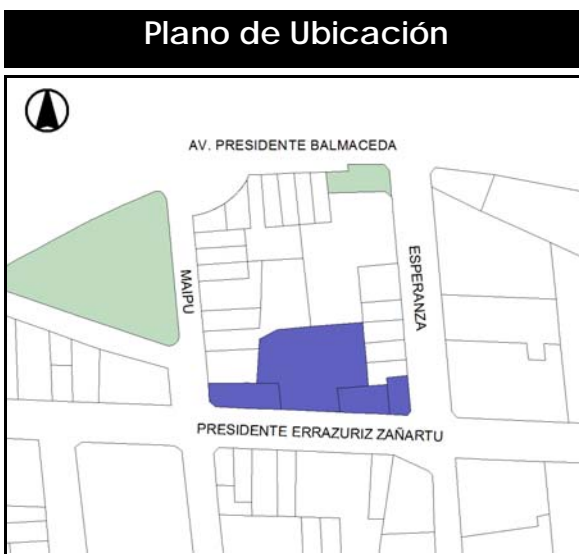 Plano de Ubicación
AV. PRESIDENTE BALMACEDA
MAIPU
ESPERANZA
PRESIDENTE ERRAZURIZ ZAÑARTU